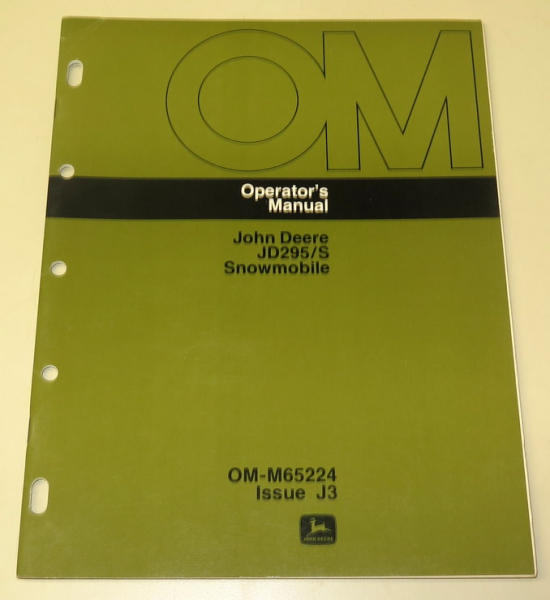 OM
Operator's
Manual
John Deere
JD295/S
Snowmobile
OM-M65224
Issue J3
JOHN DEERE